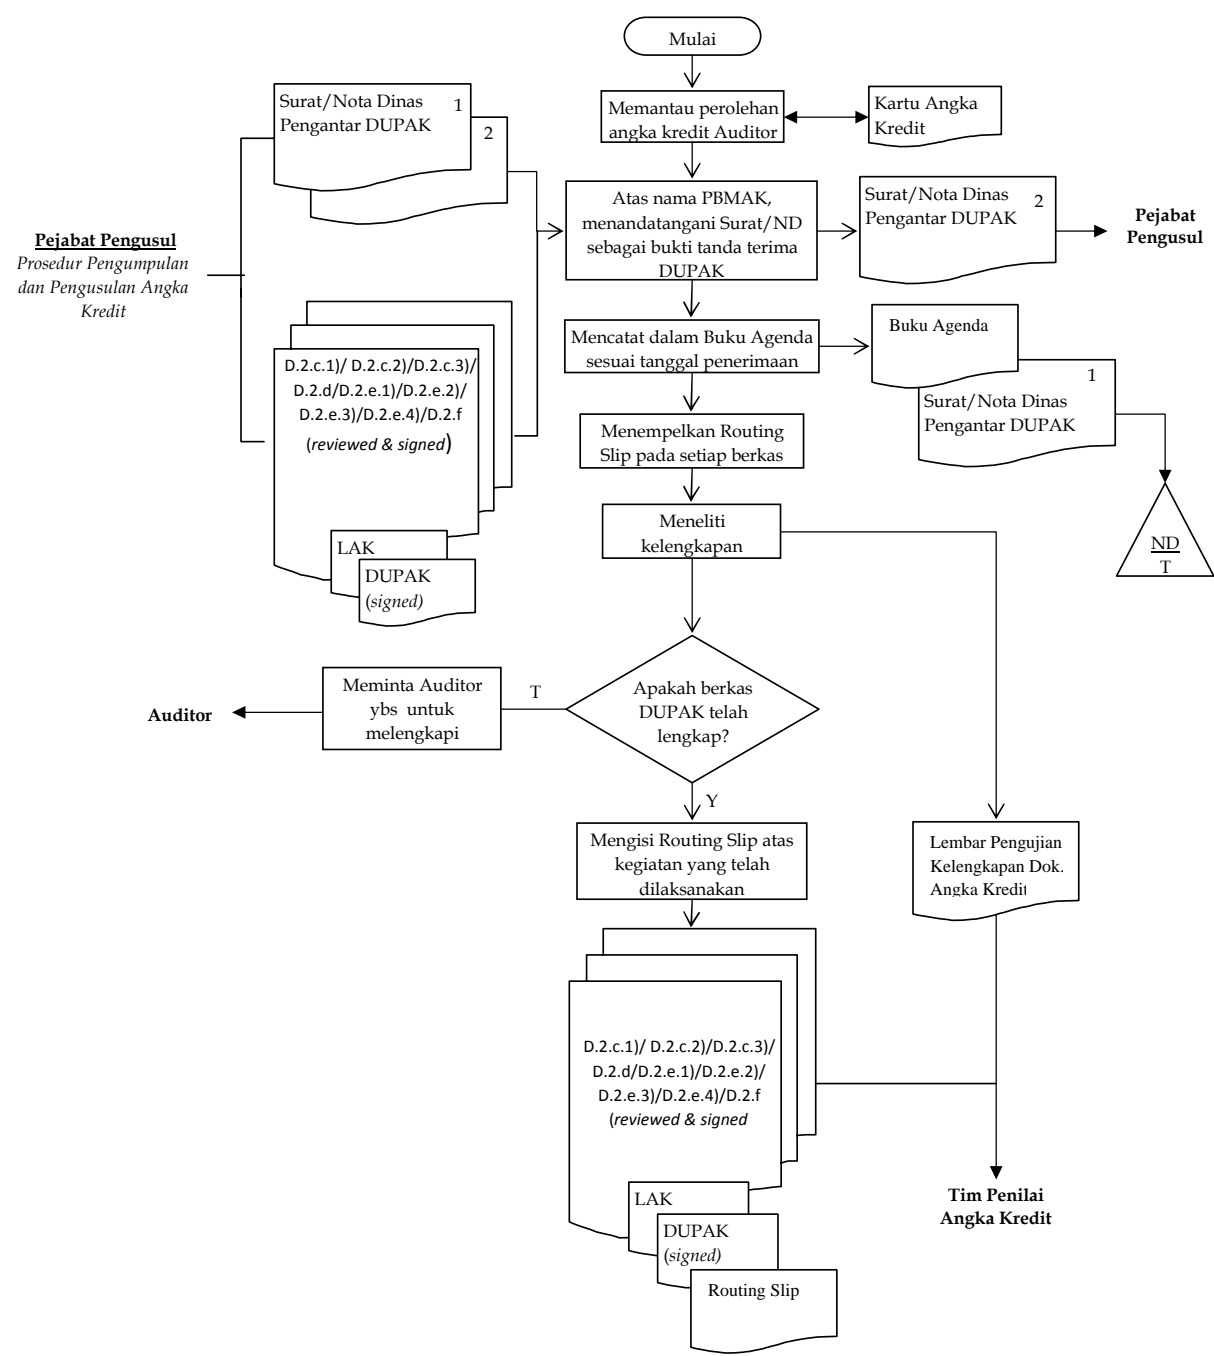 Mulai
Surat/Nota Dinas 1
Pengantar DUPAK
2
Memantau perolehan
angka kredit Auditor
Kartu Angka
Kredit
Pejabat Pengusul
Prosedur Pengumpulan
dan Pengusulan Angka
Kredit
Atas nama PBMAK,
menandatangani Surat/ND
sebagai bukti tanda terima
DUPAK
Surat/Nota Dinas 2
Pengantar DUPAK
Pejabat
Pengusul
Mencatat dalam Buku Agenda
sesuai tanggal penerimaan
Buku Agenda
1
Surat/Nota Dinas
Pengantar DUPAK
D.2.c.1)/ D.2.c.2)/D.2.c.3)/
D.2.d/D.2.e.1)/D.2.e.2)/
D.2.e.3)/D.2.e.4)/D.2.f
(reviewed & signed)
LAK
DUPAK
(signed)
Menempelkan Routing
Slip pada setiap berkas
Meneliti
kelengkapan
ND
T
Apakah berkas
DUPAK telah
lengkap?
T
Meminta Auditor
ybs untuk
melengkapi
Auditor
Y
Mengisi Routing Slip atas
kegiatan yang telah
dilaksanakan
Lembar Pengujian
Kelengkapan Dok.
Angka Kredit
D.2.c.1)/ D.2.c.2)/D.2.c.3)/
D.2.d/D.2.e.1)/D.2.e.2)/
D.2.e.3)/D.2.e.4)/D.2.f
(reviewed & signed
LAK
DUPAK
(signed)
Routing Slip
Tim Penilai
Angka Kredit